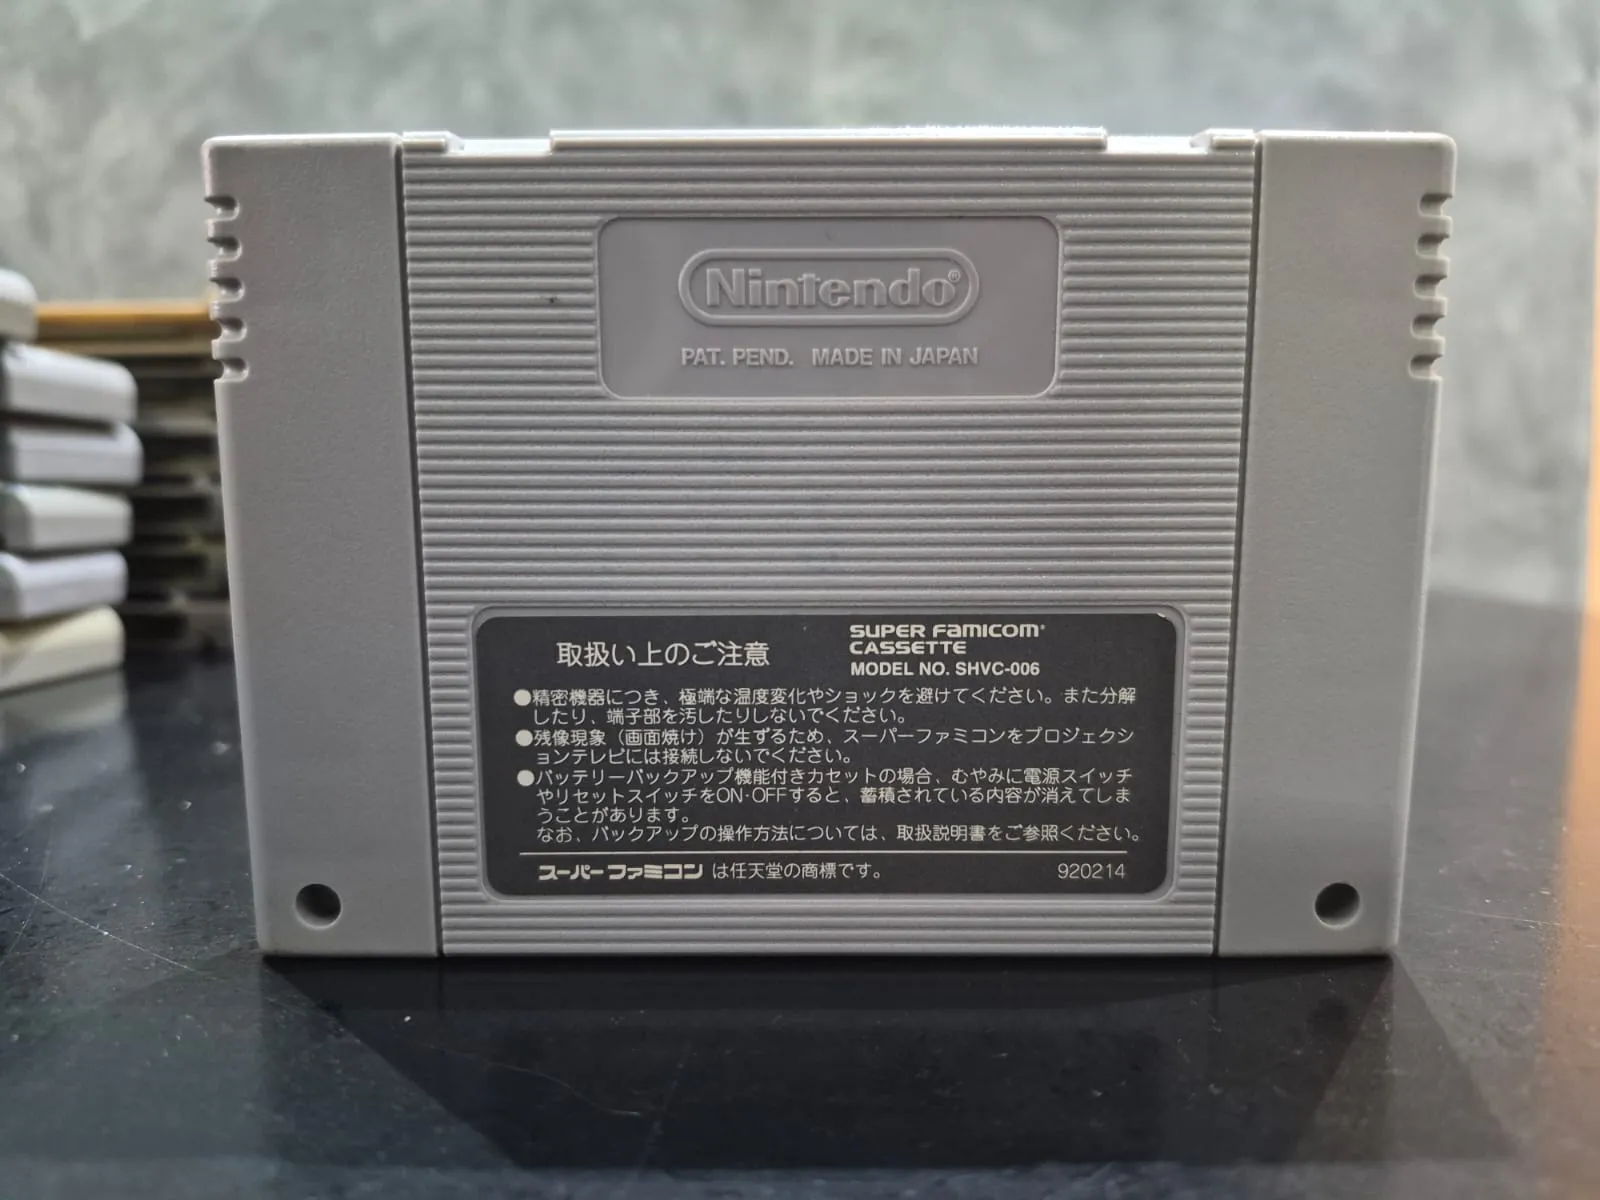 Nintendo®
PAT. PEND. MADE IN JAPAN
取扱い上のご注意
SUPER FAMICOM®
CASSETTE
MODEL NO. SHVC-006
●精密機器につき、極端な温度変化やショックを避けてください。また分解
したり、端子部を汚したりしないでください。
●残像現象（画面焼け）が生ずるため、スーパーファミコンをプロジェクシ
ョンテレビには接続しないでください。
●バッテリーバックアップ機能付きカセットの場合、むやみに電源スイッチ
やリセットスイッチをON·OFFすると、蓄積されている内容が消えてしま
うことがあります。
なお、バックアップの操作方法については、取扱説明書をご参照ください。
スーパーファミコン は任天堂の商標です。
920214